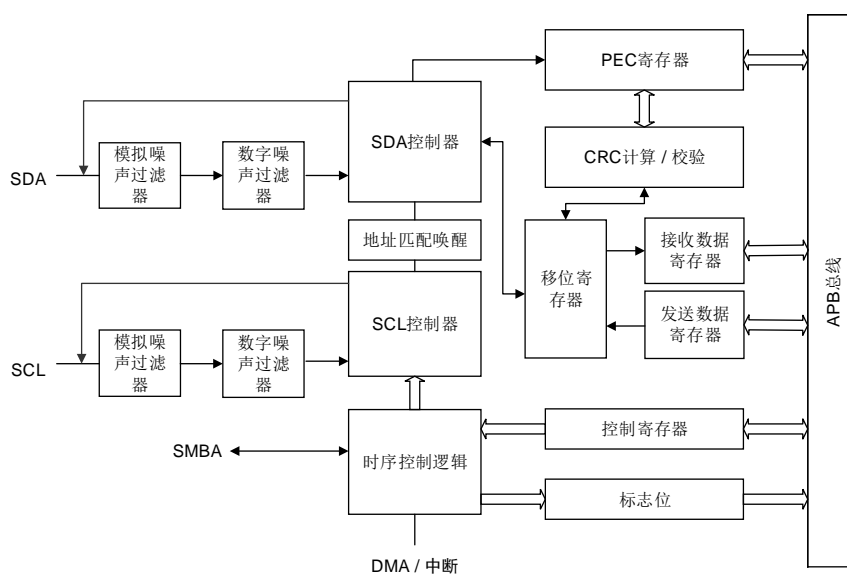 PEC寄存器
SDA控制器
CRC计算 / 校验
模拟噪
声过滤
器
数字噪
声过滤
器
SDA
地址匹配唤醒
移位寄
存器
接收数据
寄存器
APB总线
SCL控制器
发送数据
寄存器
模拟噪
声过滤
器
数字噪
声过滤
器
SCL
SMBA
时序控制逻辑
控制寄存器
标志位
DMA / 中断